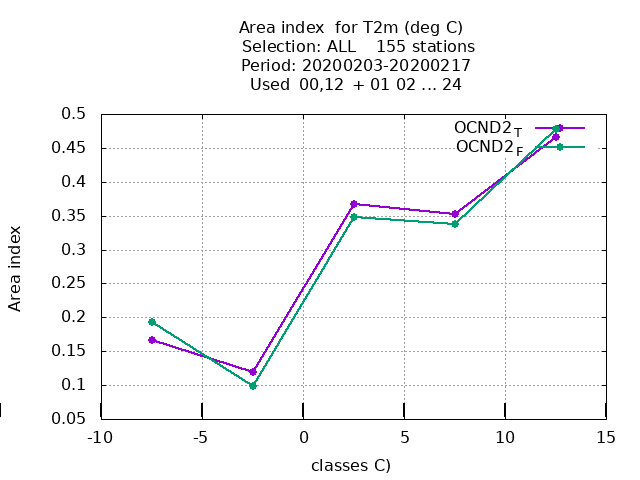 Area index  for T2m (deg C)
Selection: ALL    155 stations
Period: 20200203-20200217
Used  00,12  + 01 02 ... 24
0.5
0.45
0.4
0.35
0.3
0.25
0.2
0.15
0.1
0.05
Area index
OCND2T
OCND2F
-10 -5 0 5 10 15
classes C)